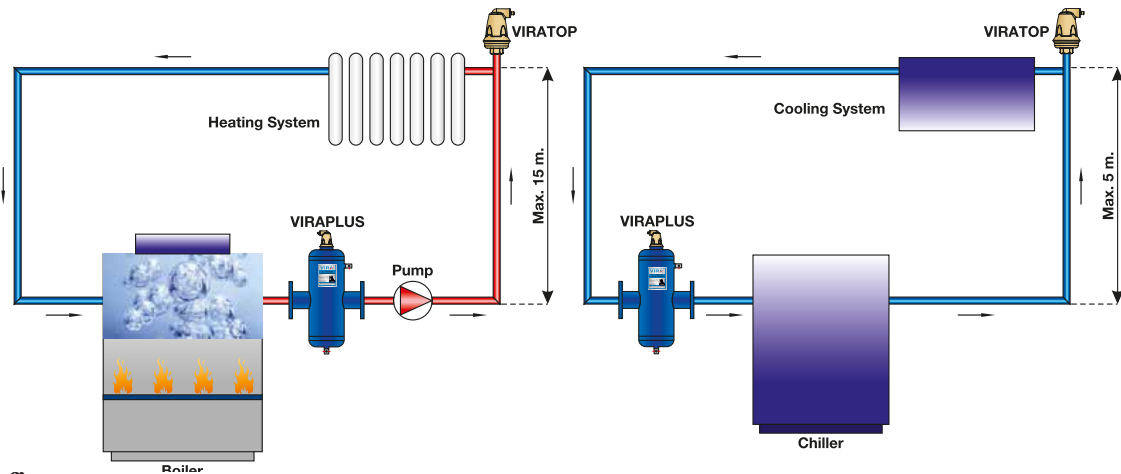 VIRATOP
Heating System
Max. 15 m.
VIRAPLUS
Pump
Boiler
VIRATOP
Cooling System
Max. 5 m.
VIRAPLUS
Chiller